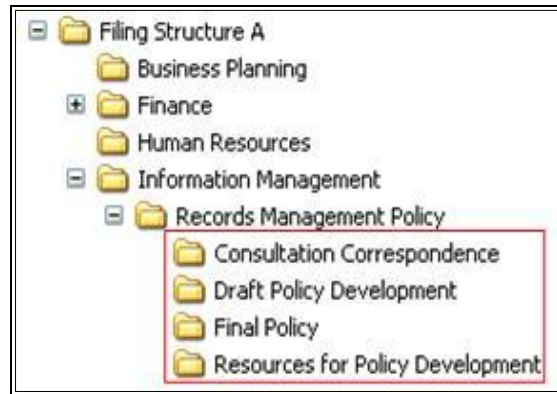 Filing Structure A
Business Planning
Finance
Human Resources
Information Management
Records Management Policy
Consultation Correspondence
Draft Policy Development
Final Policy
Resources for Policy Development